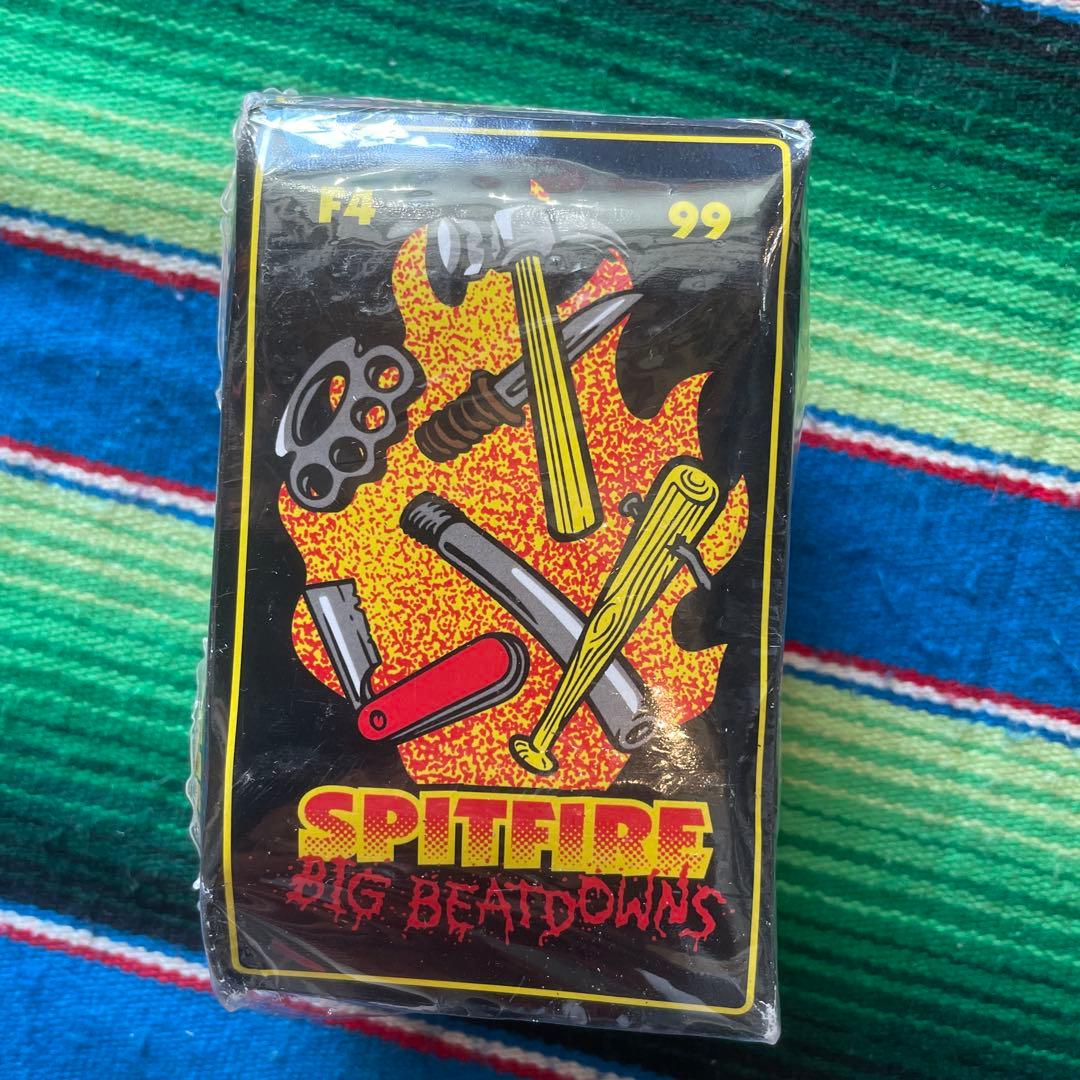 F4 99
SPITFIRE
BIG BEATDOWNS